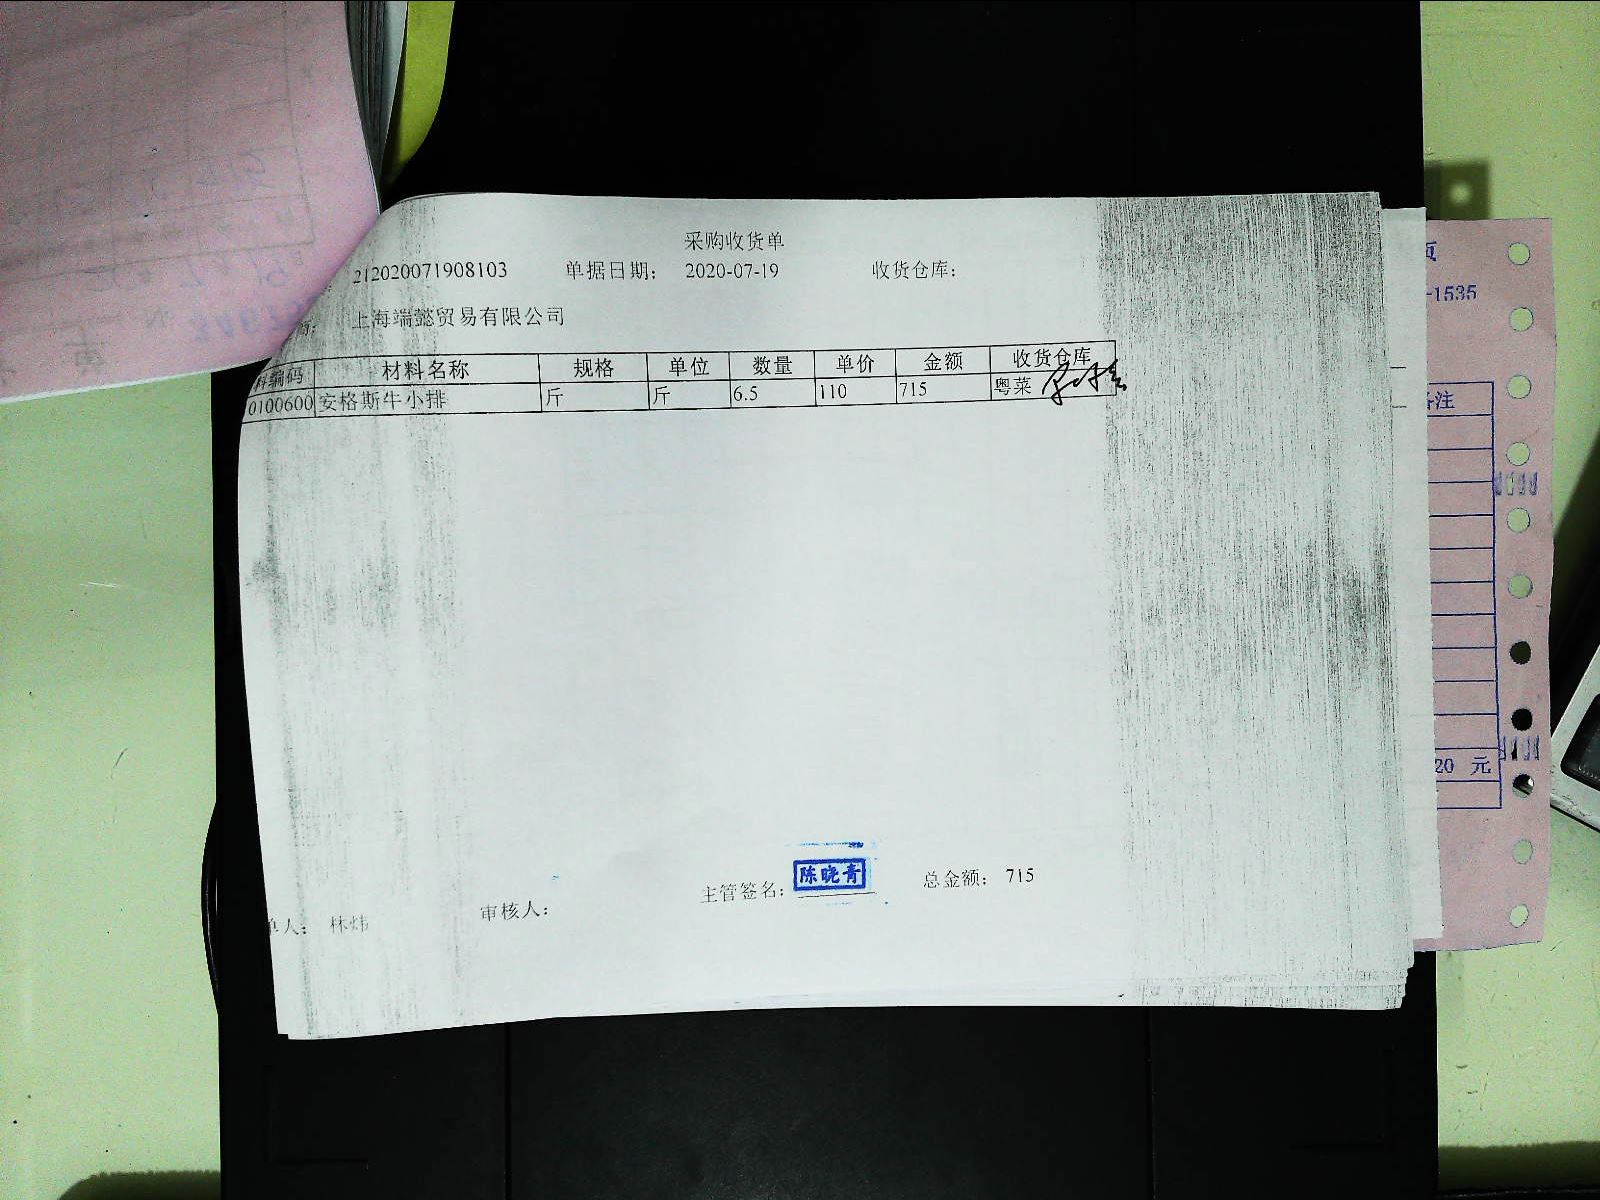 采购收货单
212020071908103 单据日期: 2020-07-19 收货仓库:
商: 上海端懿贸易有限公司
料编码 材料名称 规格 单位 数量 单价 金额 收货仓库
0100600 安格斯牛小排 斤 斤 6.5 110 715 粤菜
主管签名: 陈晓青 总金额: 715
单人: 林炜 审核人:
页
-1535
备注
20 元